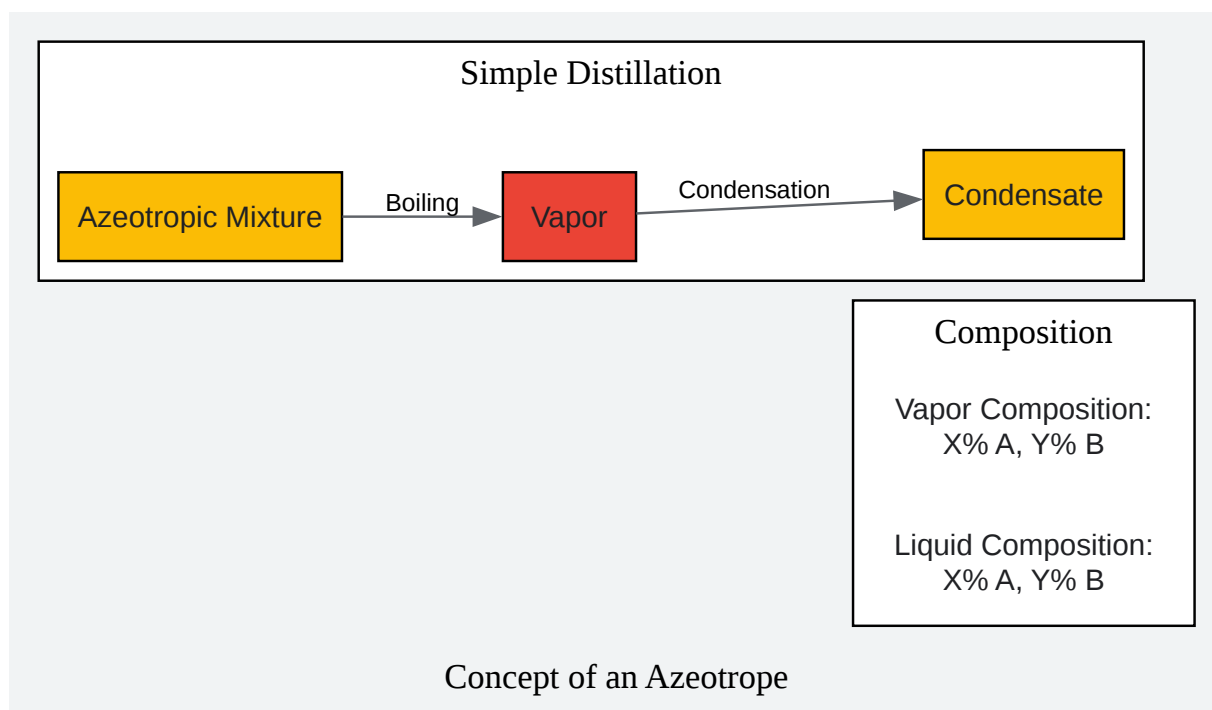 Simple Distillation
Azeotropic Mixture
Boiling
Vapor
Condensation
Condensate
Composition
Vapor Composition:
X% A, Y% B
Liquid Composition:
X% A, Y% B
Concept of an Azeotrope